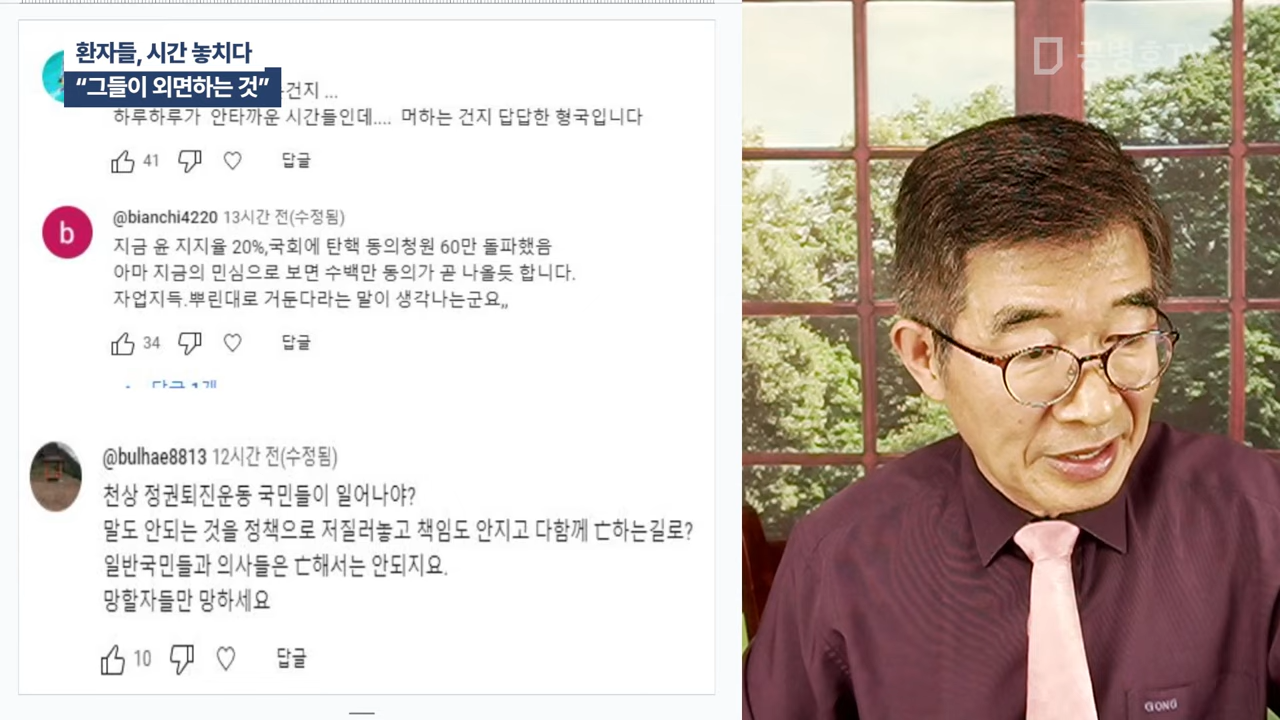 환자들, 시간 놓치다
“그들이 외면하는 것”
건지 ...
하루하루가 안타까운 시간들인데.... 머하는 건지 답답한 형국입니다
41 답글
b
@bianchi4220 13시간 전(수정됨)
지금 윤 지지율 20%,국회에 탄핵 동의청원 60만 돌파했음
아마 지금의 민심으로 보면 수백만 동의가 곧 나올듯 합니다.
자업지득.뿌린대로 거둔다라는 말이 생각나는군요,,
34 답글
답글 1개
@bulhae8813 12시간 전(수정됨)
천상 정권퇴진운동 국민들이 일어나야?
말도 안되는 것을 정책으로 저질러놓고 책임도 안지고 다함께 亡하는길로?
일반국민들과 의사들은 亡해서는 안되지요.
망할자들만 망하세요
10 답글
공병호TV
GONG